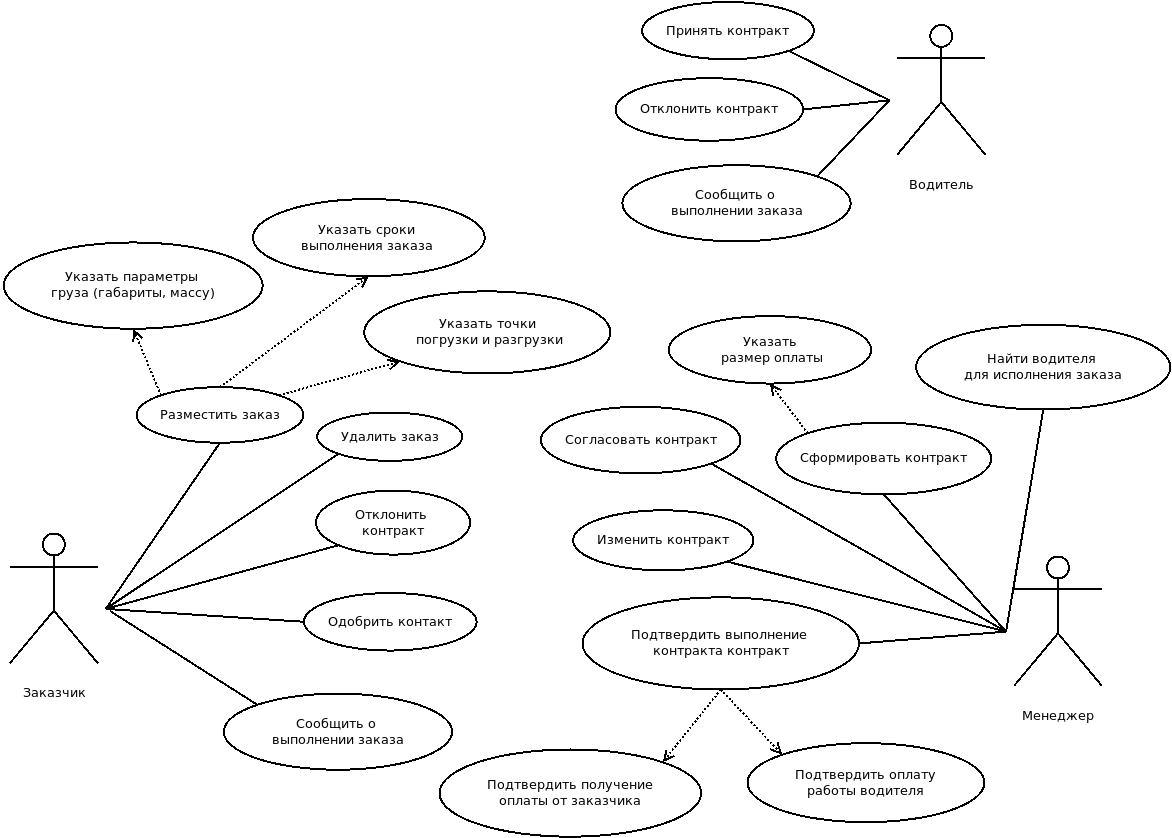 Принять контракт
Отклонить контракт
Сообщить о
выполнении заказа
Водитель
Указать сроки
выполнения заказа
Указать параметры
груза (габариты, массу)
Указать точки
погрузки и разгрузки
Указать
размер оплаты
Найти водителя
для исполнения заказа
Разместить заказ
Удалить заказ
Согласовать контракт
Сформировать контракт
Отклонить
контракт
Изменить контракт
Одобрить контакт
Подтвердить выполнение
контракта контракт
Заказчик
Менеджер
Сообщить о
выполнении заказа
Подтвердить получение
оплаты от заказчика
Подтвердить оплату
работы водителя